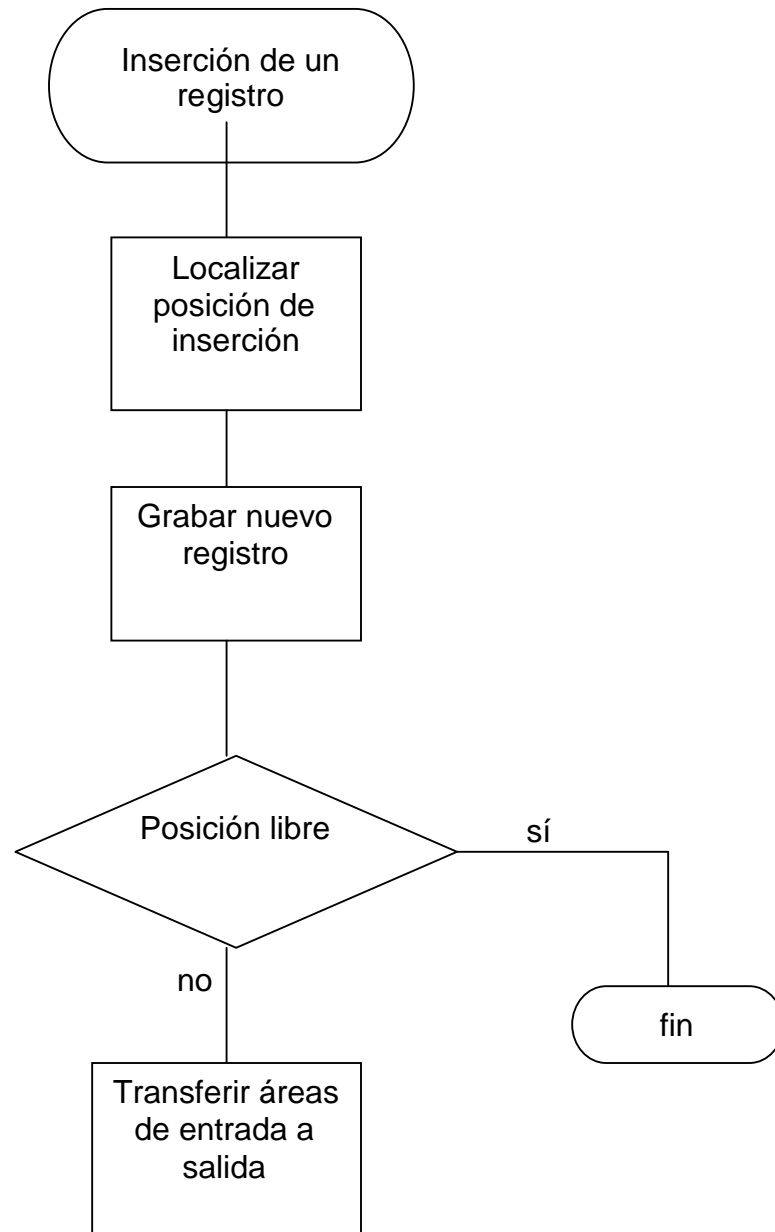 Inserción de un
registro
Localizar
posición de
inserción
Grabar nuevo
registro
Posición libre
sí
no
fin
Transferir áreas
de entrada a
salida